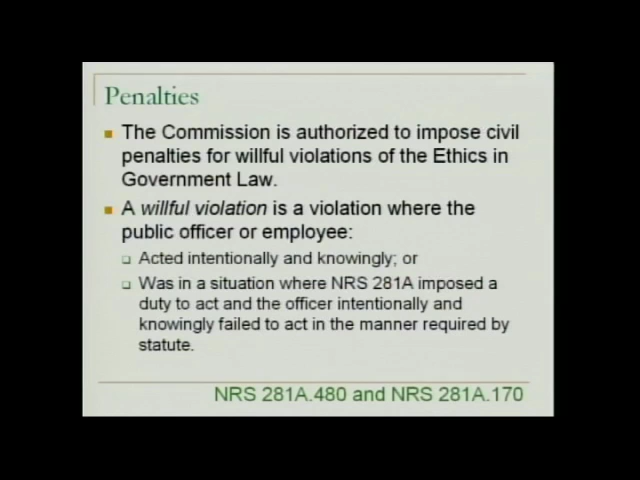 Penalties
The Commission is authorized to impose civil
penalties for willful violations of the Ethics in
Government Law.
A willful violation is a violation where the
public officer or employee:
Acted intentionally and knowingly; or
Was in a situation where NRS 281A imposed a
duty to act and the officer intentionally and
knowingly failed to act in the manner required by
statute.
NRS 281A.480 and NRS 281A.170